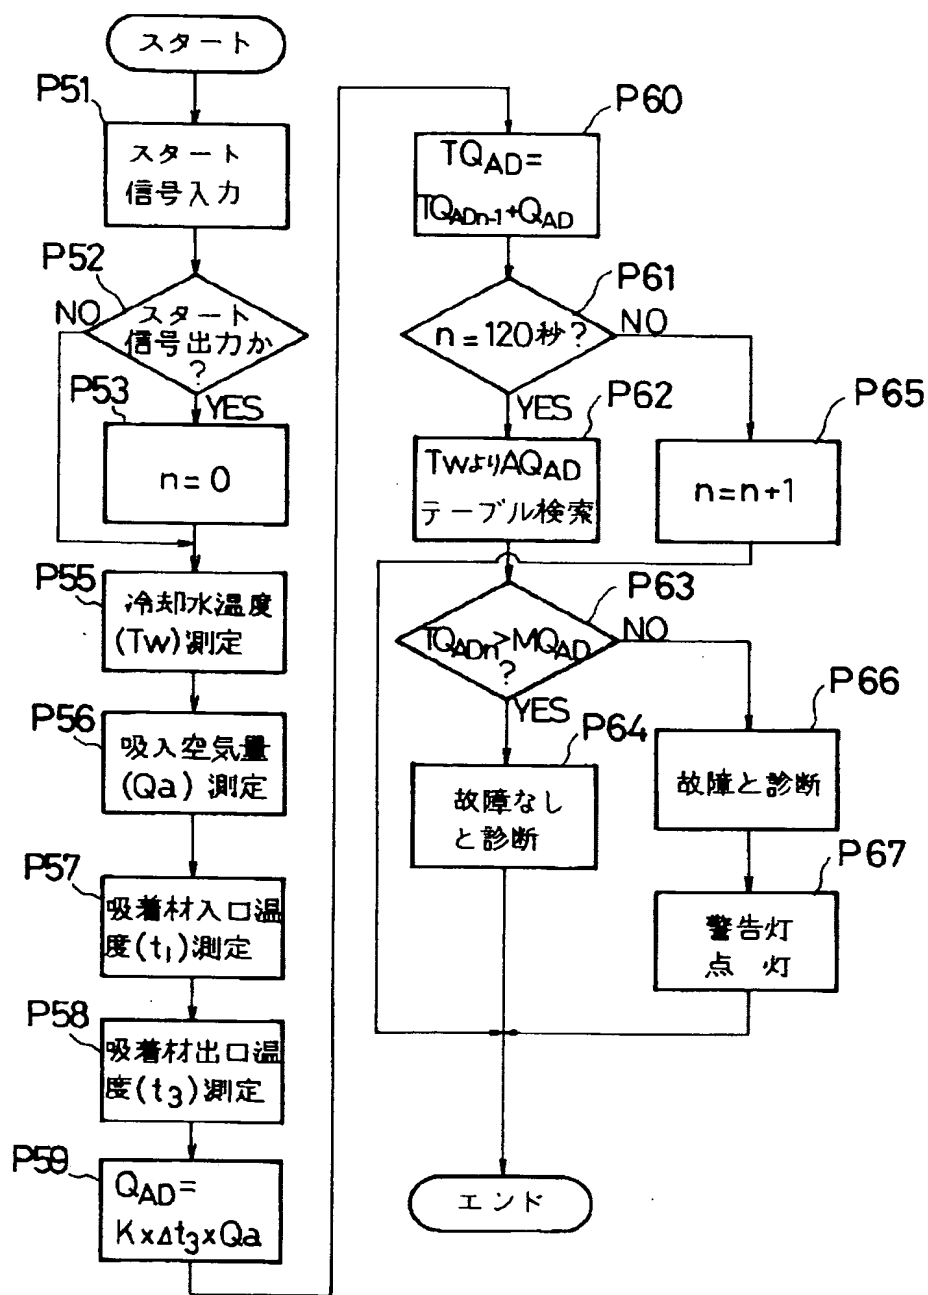 スタート
P51
スタート
信号入力
P52
NO
スタート
信号出力か
?
P53
YES
n=0
P55
冷却水温度
(Tw)測定
P56
吸入空気量
(Qa)測定
P57
吸着材入口温
度(t1)測定
P58
吸着材出口温
度(t3)測定
P59
QAD=
K×Δt3×Qa
P60
TQAD=
TQADn-1+QAD
P61
n=120秒?
NO
YES
P62
TwよりAQAD
テーブル検索
P65
n=n+1
P63
TQADn>MQAD
?
NO
YES
P64
故障なし
と診断
P66
故障と診断
P67
警告灯
点 灯
エンド